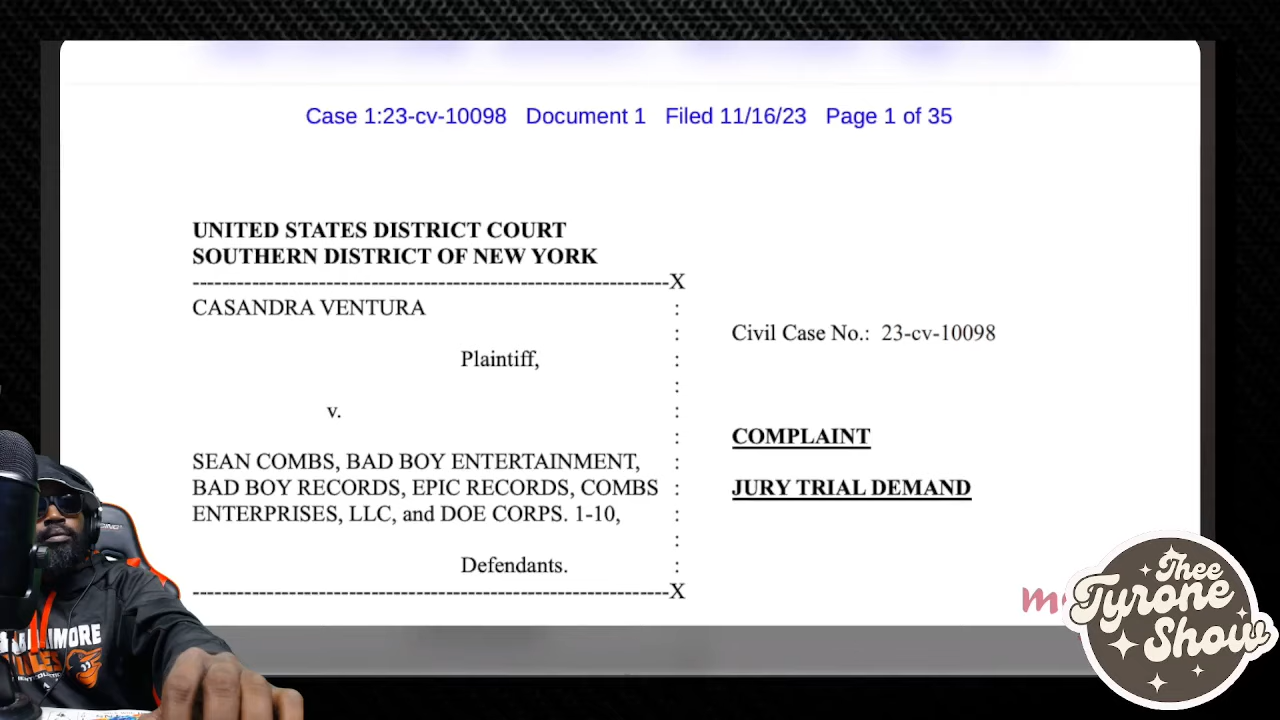 Case 1:23-cv-10098 Document 1 Filed 11/16/23 Page 1 of 35
UNITED STATES DISTRICT COURT
SOUTHERN DISTRICT OF NEW YORK
-----------------------------------------------------------------X
CASANDRA VENTURA :
: Civil Case No.: 23-cv-10098
Plaintiff, :
:
v. :
: COMPLAINT
SEAN COMBS, BAD BOY ENTERTAINMENT, :
BAD BOY RECORDS, EPIC RECORDS, COMBS : JURY TRIAL DEMAND
ENTERPRISES, LLC, and DOE CORPS. 1-10, :
:
Defendants. :
-----------------------------------------------------------------X
Thee
Tyrone
Show